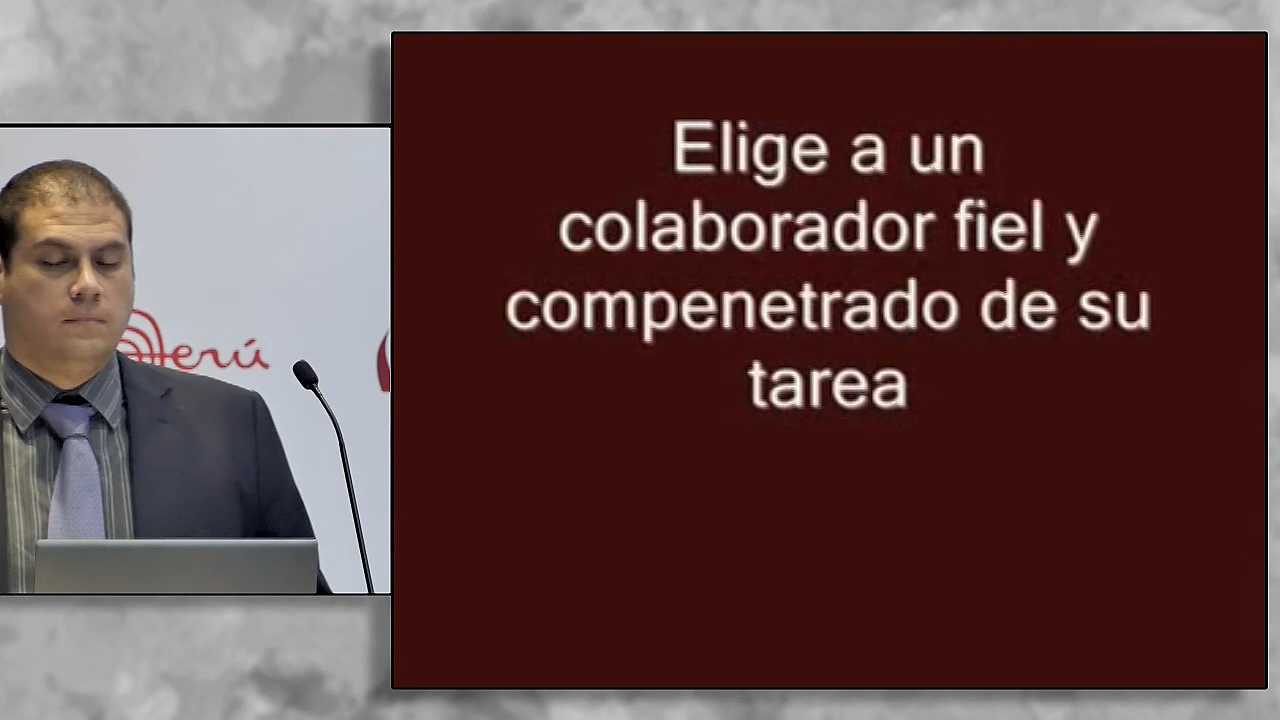 Perú
Elige a un
colaborador fiel y
compenetrado de su
tarea